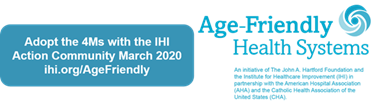 Adopt the 4Ms with the IHI
Action Community March 2020
ihi.org/AgeFriendly
Age-Friendly
Health Systems
An initiative of The John A. Hartford Foundation and
the Institute for Healthcare Improvement (IHI) in
partnership with the American Hospital Association
(AHA) and the Catholic Health Association of the
United States (CHA).